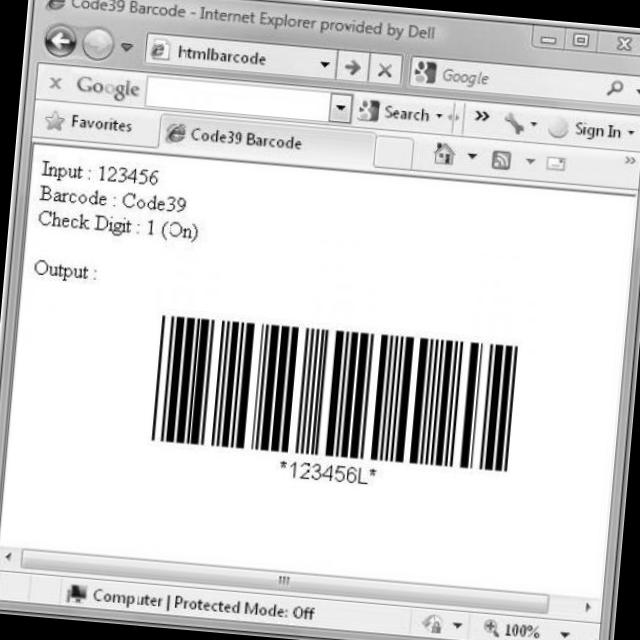 Code39 Barcode - Internet Explorer provided by Dell
htmlbarcode
Google
Google
Search
Sign In
Favorites
Code39 Barcode
Input : 123456
Barcode : Code39
Check Digit : 1 (On)
Output :
*123456L*
Computer | Protected Mode: Off
100%